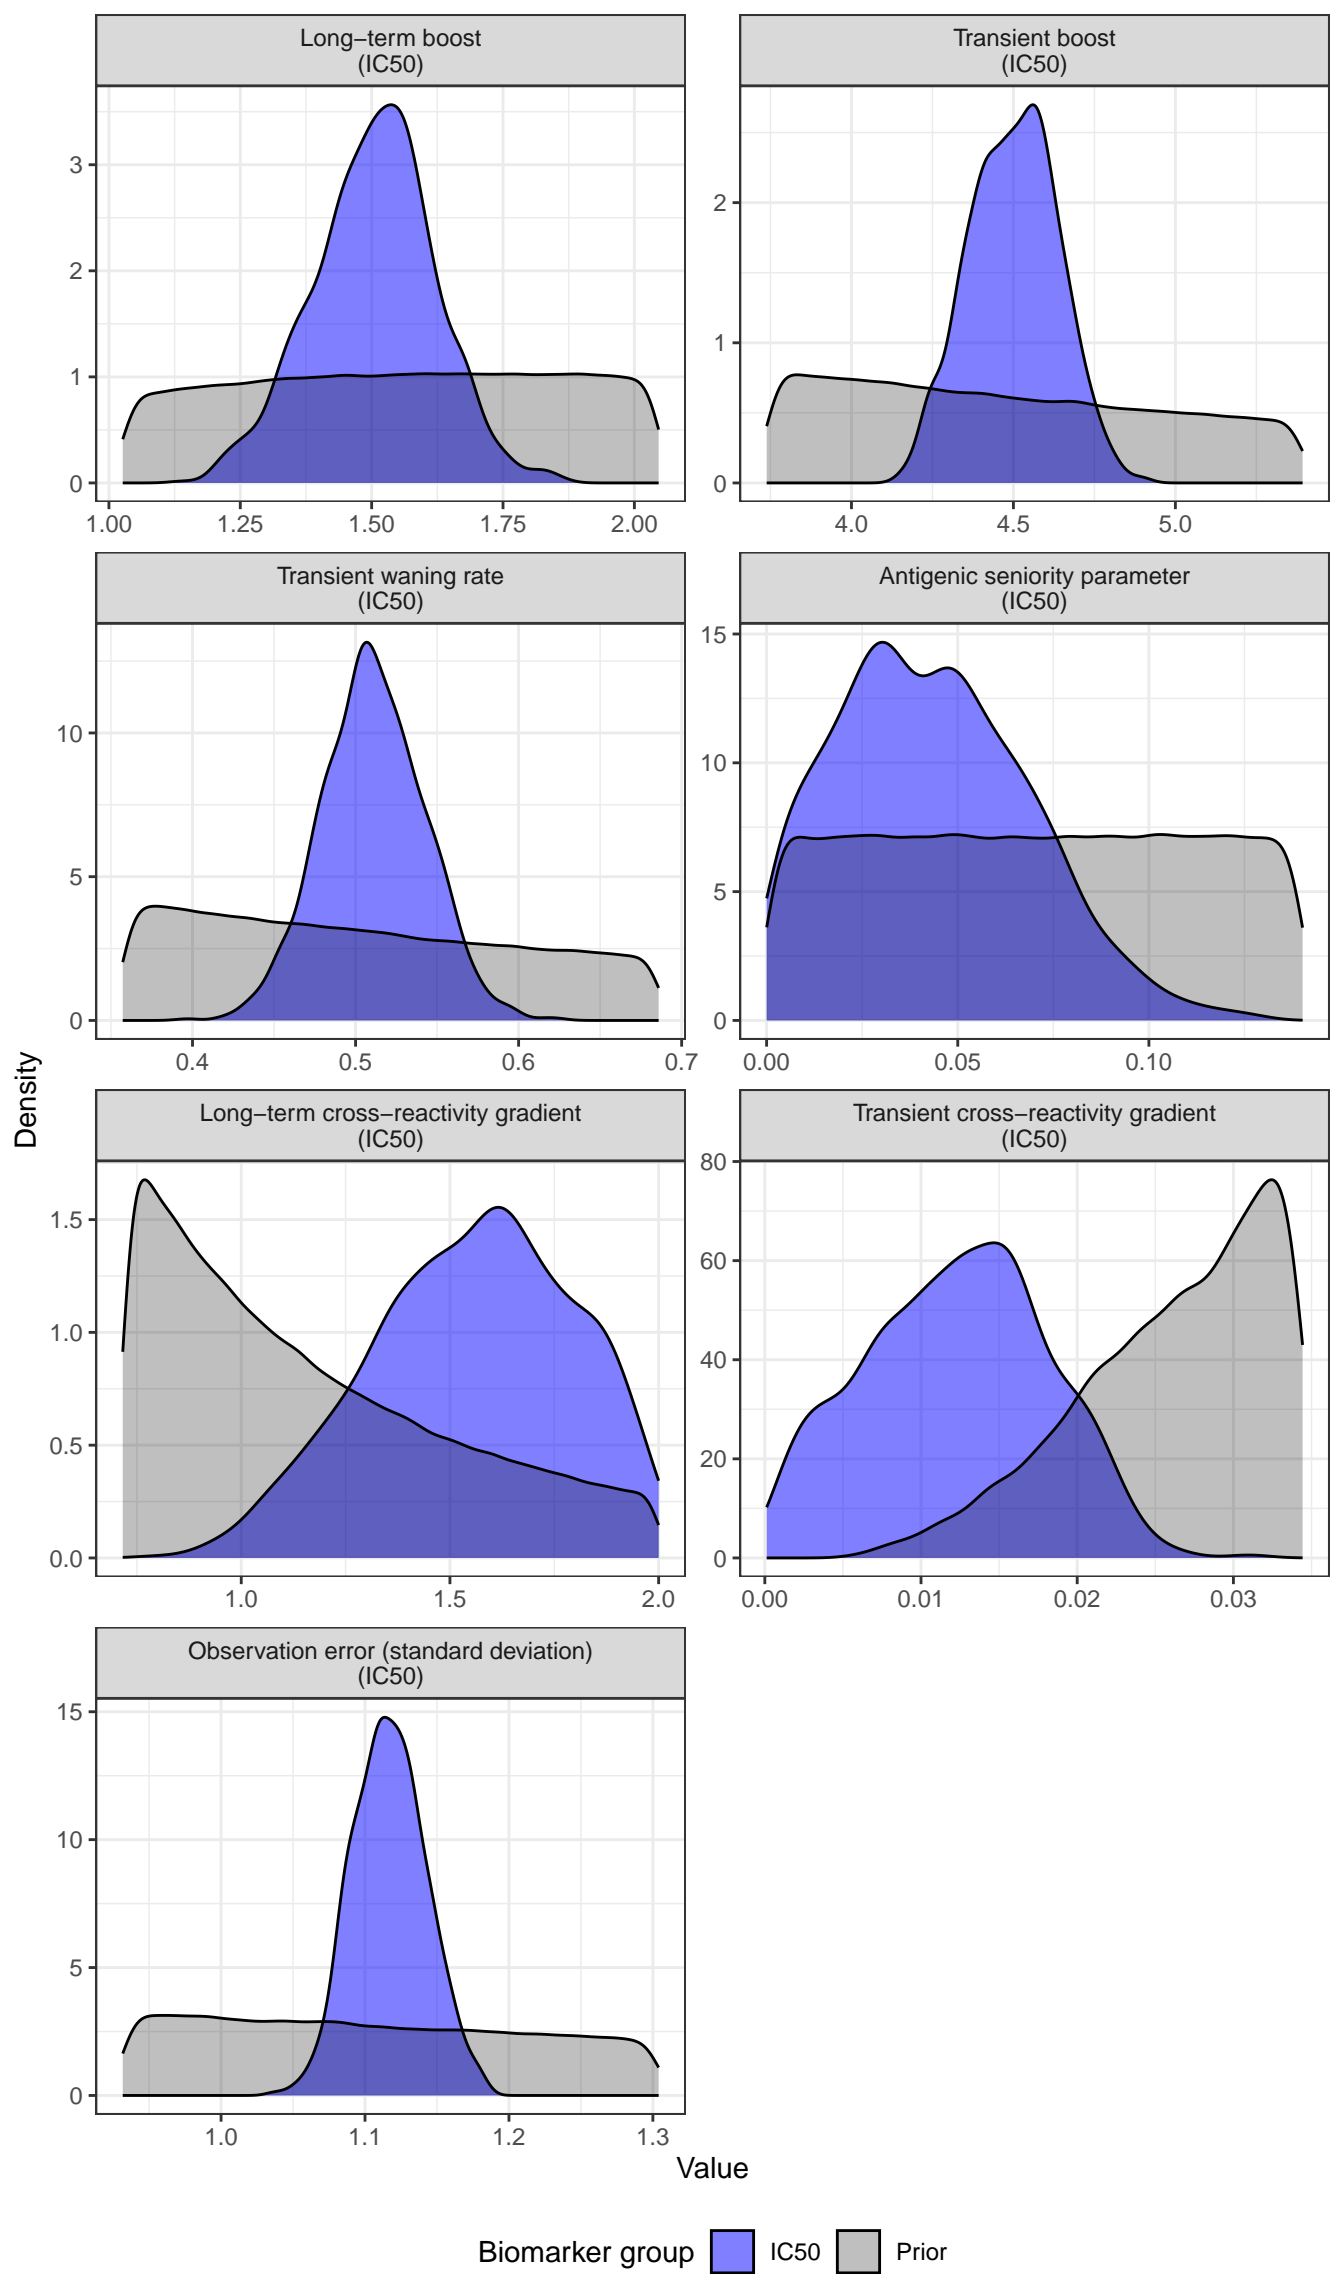 Long−term boost
(IC50)
Transient boost
(IC50)
3
2
1
0
1.00 1.25 1.50 1.75 2.00
2
1
0
4.0 4.5 5.0
Transient waning rate
(IC50)
Antigenic seniority parameter
(IC50)
10
5
0
0.4 0.5 0.6 0.7
15
10
5
0
0.00 0.05 0.10
Density
Long−term cross−reactivity gradient
(IC50)
Transient cross−reactivity gradient
(IC50)
1.5
1.0
0.5
0.0
1.0 1.5 2.0
80
60
40
20
0
0.00 0.01 0.02 0.03
Observation error (standard deviation)
(IC50)
15
10
5
0
1.0 1.1 1.2 1.3
Value
Biomarker group IC50 Prior